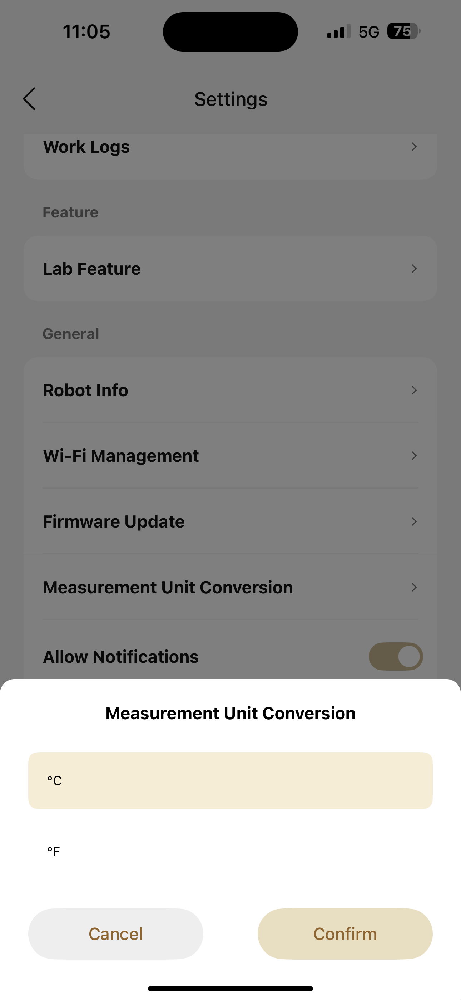 11:05
5G
75
Settings
Work Logs
Feature
Lab Feature
General
Robot Info
Wi-Fi Management
Firmware Update
Measurement Unit Conversion
Allow Notifications
Measurement Unit Conversion
°C
°F
Cancel
Confirm